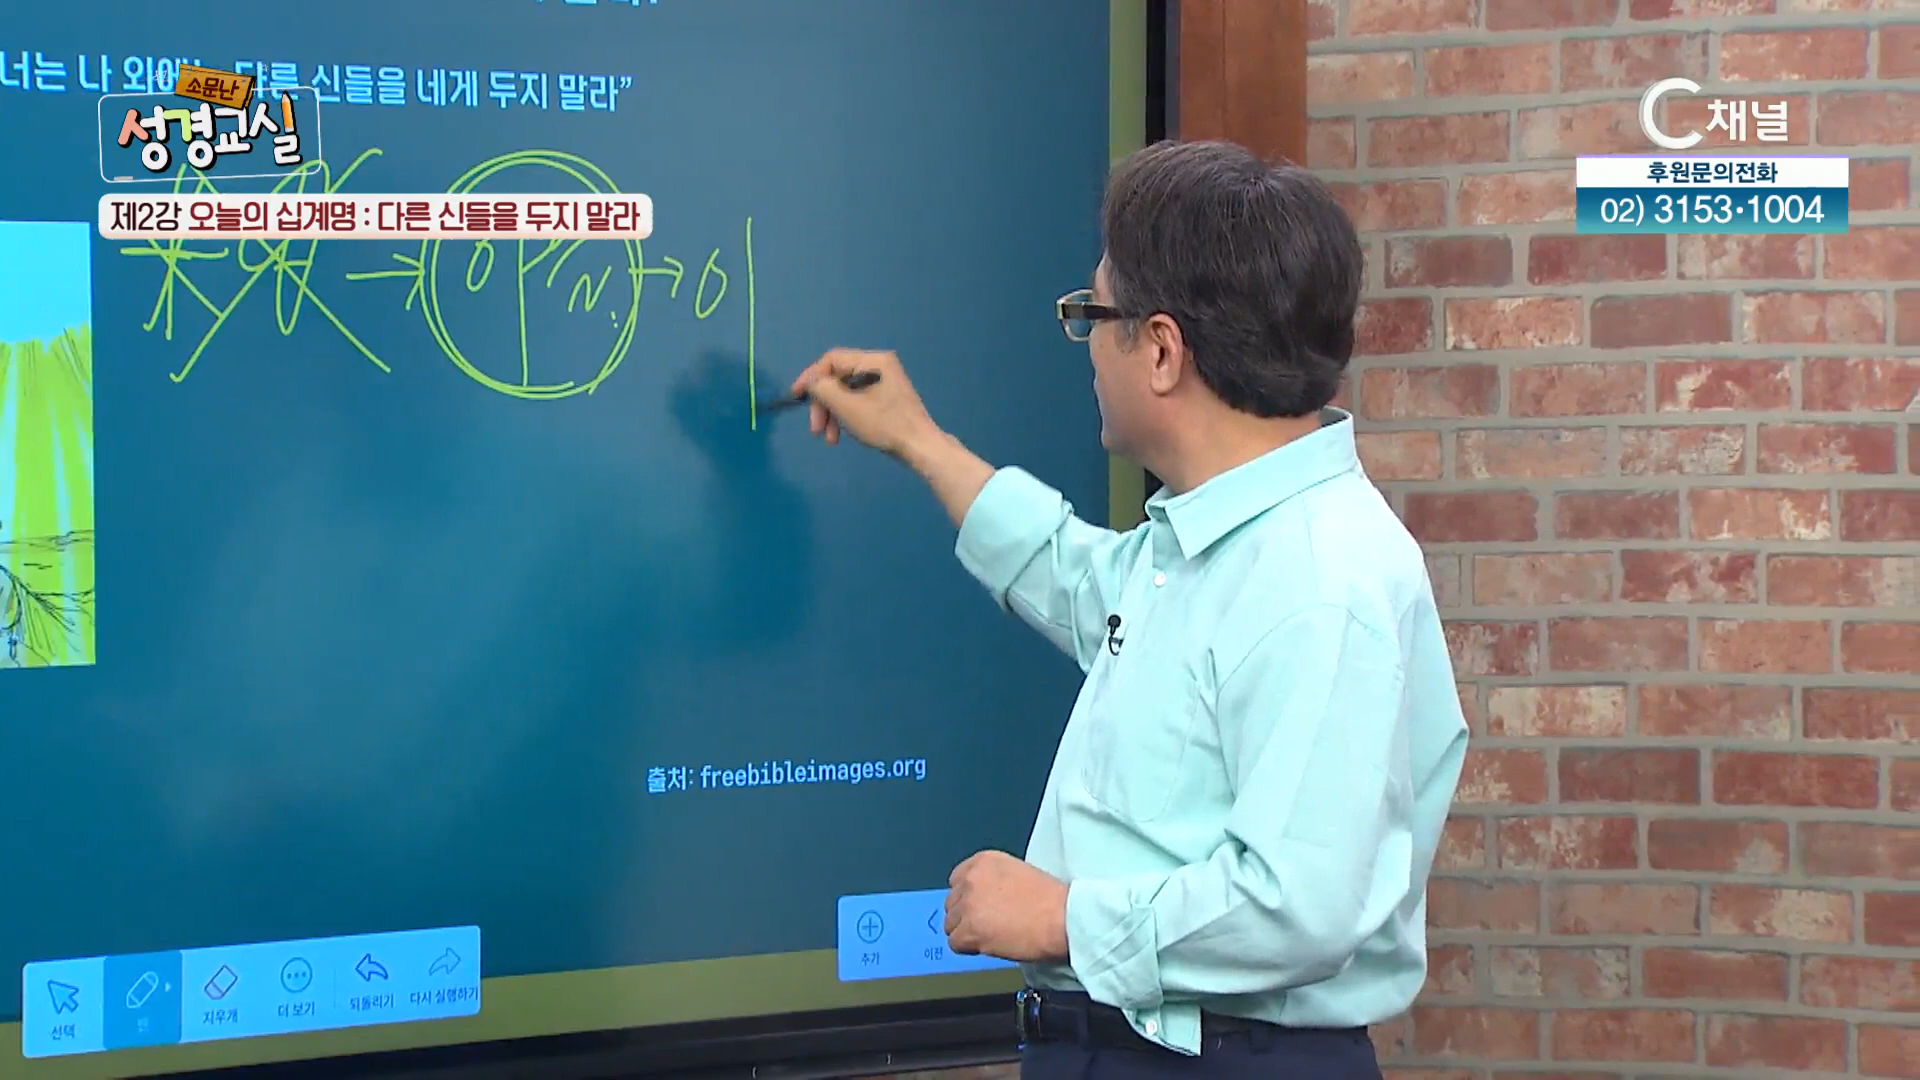 너는 나 외에는 다른 신들을 네게 두지 말라”
소문난
성경교실
제2강 오늘의 십계명 : 다른 신들을 두지 말라
C채널
후원문의전화
02) 3153·1004
출처: freebibleimages.org
선택
펜
지우개
더 보기
되돌리기
다시 실행하기
추가
이전